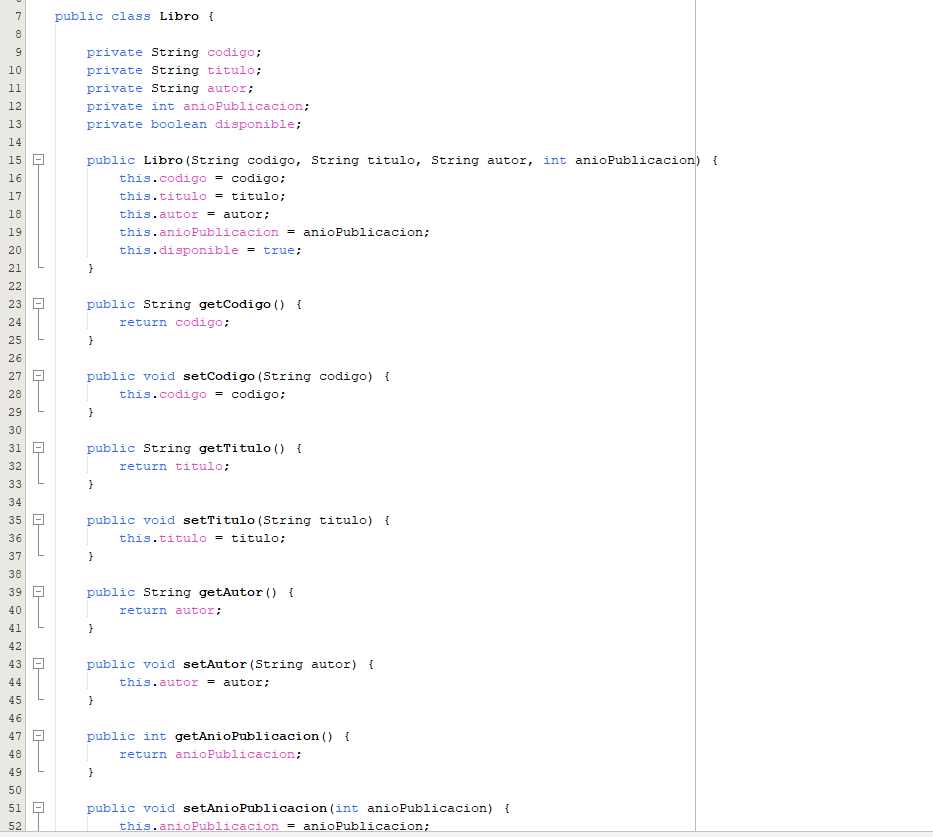 7 public class Libro {
8
9 private String codigo;
10 private String titulo;
11 private String autor;
12 private int anioPublicacion;
13 private boolean disponible;
14
15 public Libro(String codigo, String titulo, String autor, int anioPublicacion) {
16 this.codigo = codigo;
17 this.titulo = titulo;
18 this.autor = autor;
19 this.anioPublicacion = anioPublicacion;
20 this.disponible = true;
21 }
22
23 public String getCodigo() {
24 return codigo;
25 }
26
27 public void setCodigo(String codigo) {
28 this.codigo = codigo;
29 }
30
31 public String getTitulo() {
32 return titulo;
33 }
34
35 public void setTitulo(String titulo) {
36 this.titulo = titulo;
37 }
38
39 public String getAutor() {
40 return autor;
41 }
42
43 public void setAutor(String autor) {
44 this.autor = autor;
45 }
46
47 public int getAnioPublicacion() {
48 return anioPublicacion;
49 }
50
51 public void setAnioPublicacion(int anioPublicacion) {
52 this.anioPublicacion = anioPublicacion;